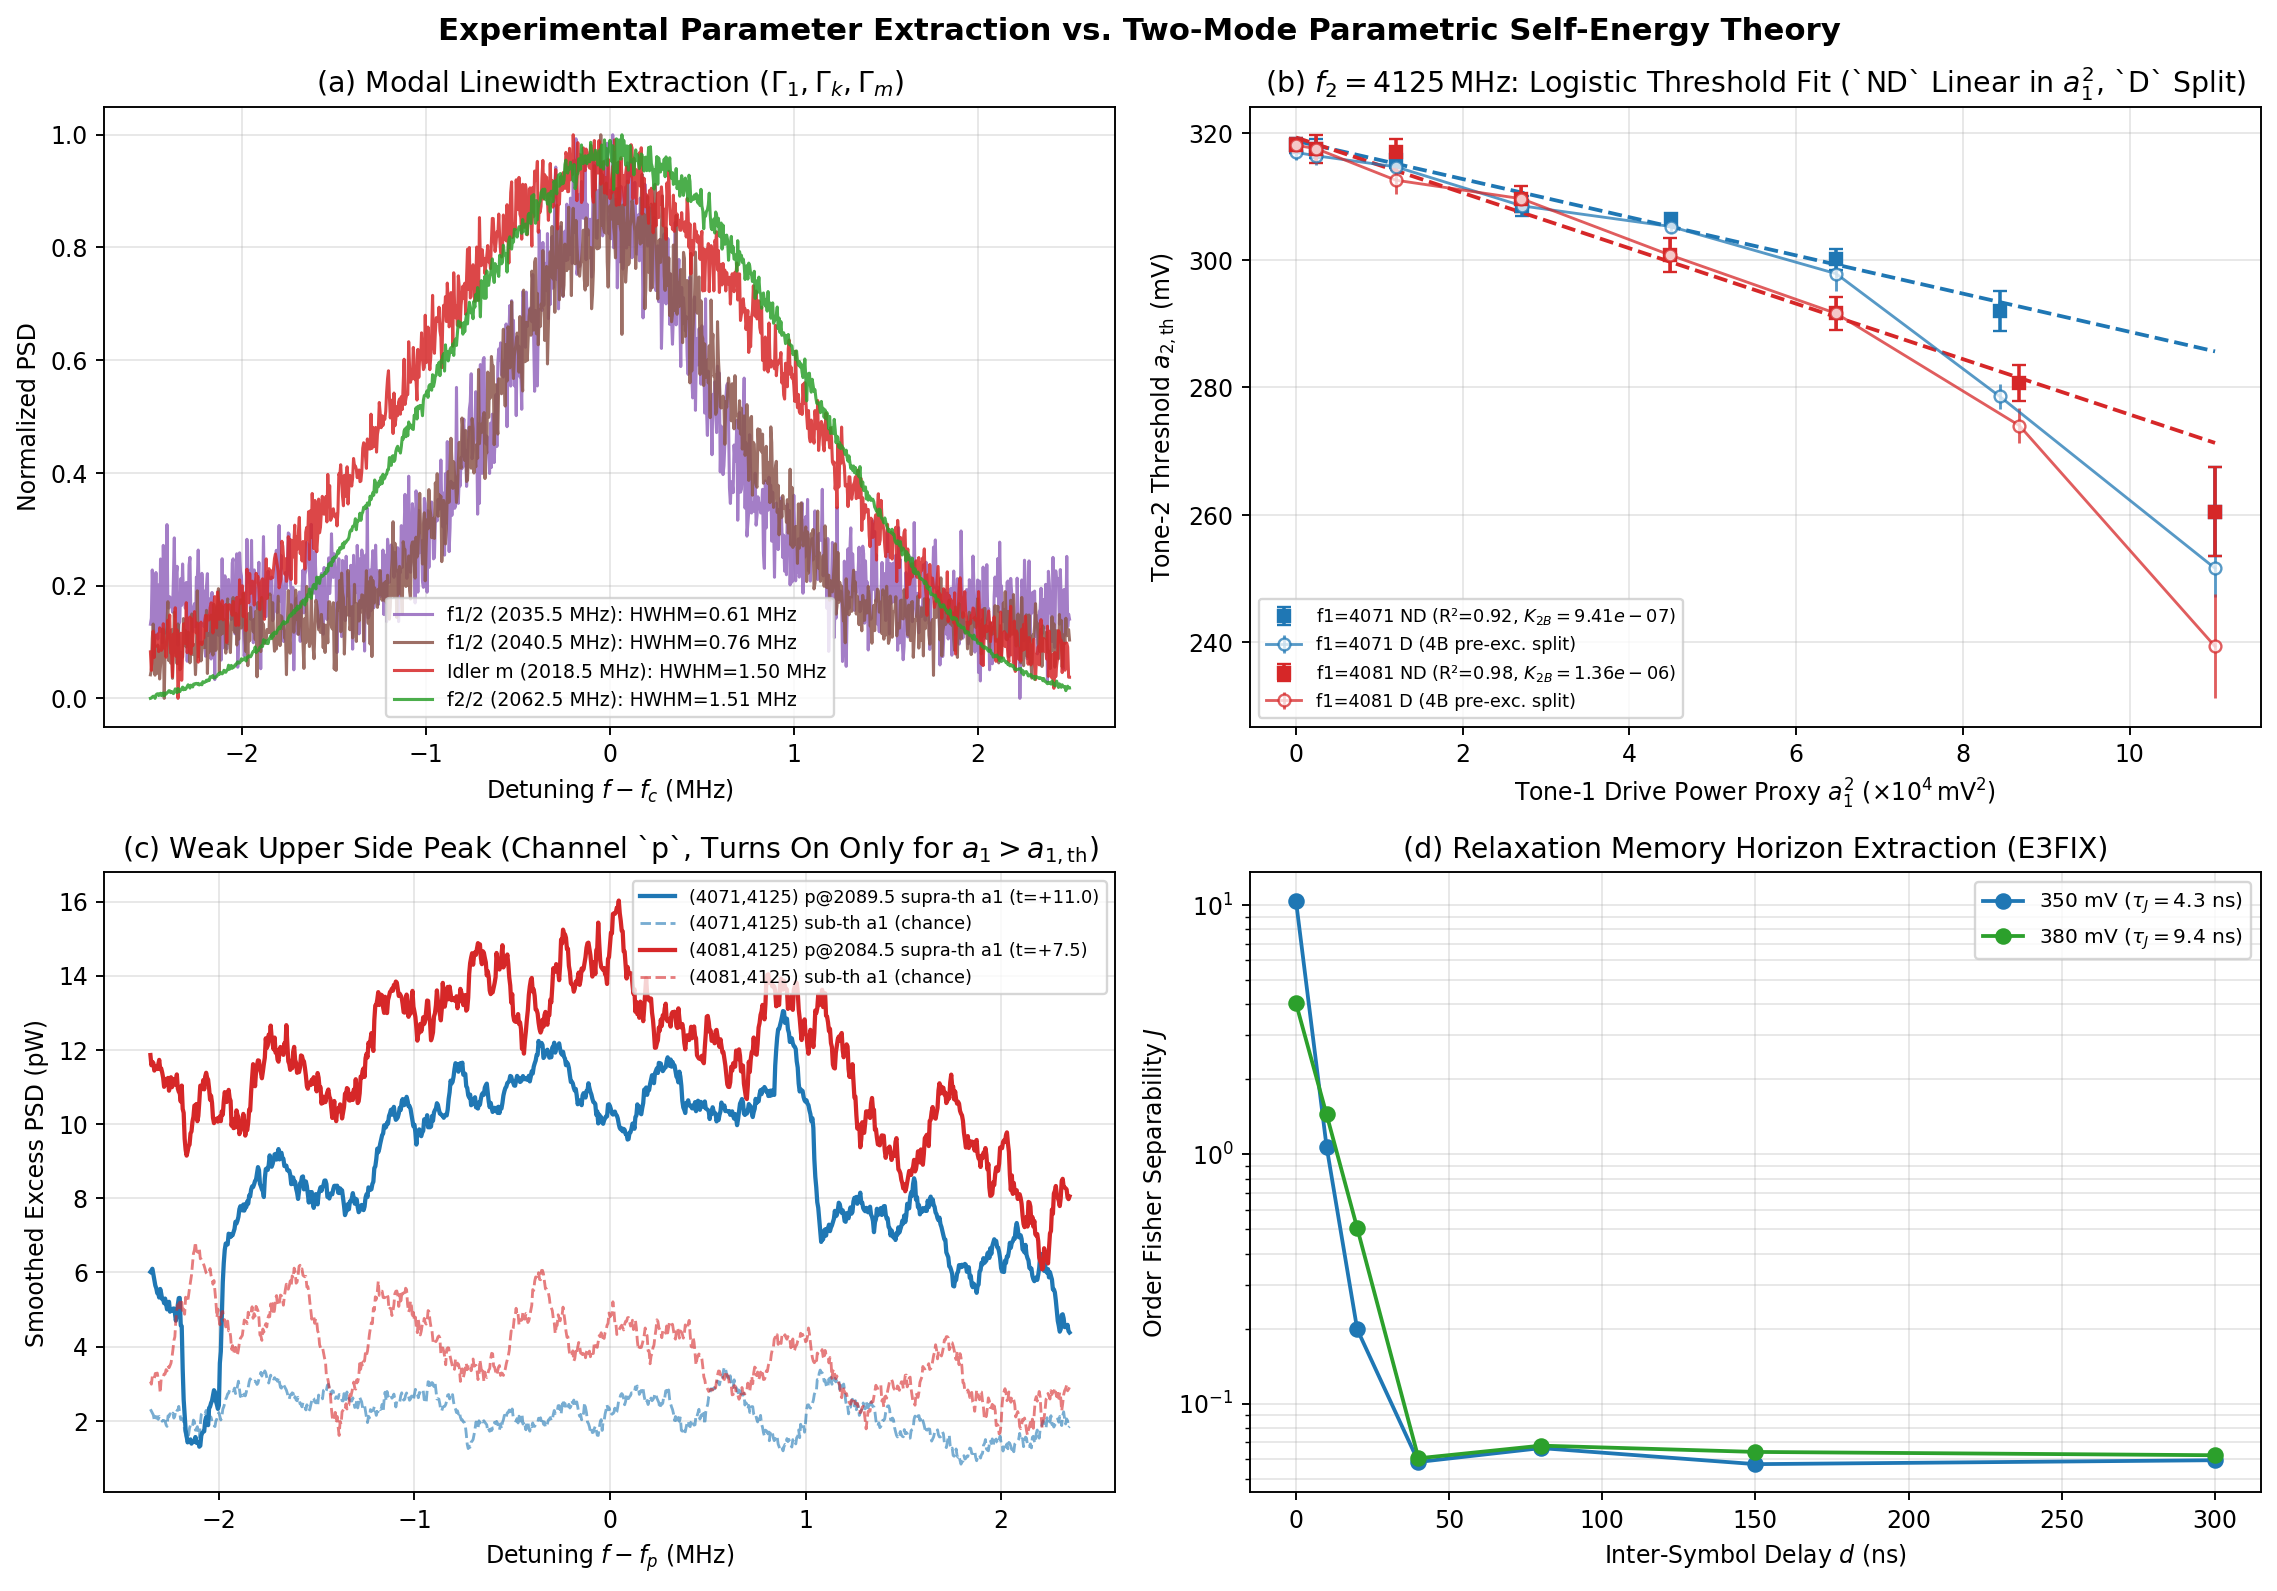 Experimental Parameter Extraction vs. Two-Mode Parametric Self-Energy Theory
(a) Modal Linewidth Extraction (Γ₁, Γₖ, Γₘ)
Normalized PSD
1.0
0.8
0.6
0.4
0.2
0.0
f1/2 (2035.5 MHz): HWHM=0.61 MHz
f1/2 (2040.5 MHz): HWHM=0.76 MHz
Idler m (2018.5 MHz): HWHM=1.50 MHz
f2/2 (2062.5 MHz): HWHM=1.51 MHz
−2 −1 0 1 2
Detuning f − f_c (MHz)
(b) f₂ = 4125 MHz: Logistic Threshold Fit (`ND` Linear in a₁², `D` Split)
Tone-2 Threshold a₂,th (mV)
320
300
280
260
240
f1=4071 ND (R²=0.92, K₂B = 9.41e − 07)
f1=4071 D (4B pre-exc. split)
f1=4081 ND (R²=0.98, K₂B = 1.36e − 06)
f1=4081 D (4B pre-exc. split)
0 2 4 6 8 10
Tone-1 Drive Power Proxy a₁² (×10⁴ mV²)
(c) Weak Upper Side Peak (Channel `p`, Turns On Only for a₁ > a₁,th)
Smoothed Excess PSD (pW)
16
14
12
10
8
6
4
2
(4071,4125) p@2089.5 supra-th a1 (t=+11.0)
(4071,4125) sub-th a1 (chance)
(4081,4125) p@2084.5 supra-th a1 (t=+7.5)
(4081,4125) sub-th a1 (chance)
−2 −1 0 1 2
Detuning f − f_p (MHz)
(d) Relaxation Memory Horizon Extraction (E3FIX)
Order Fisher Separability J
10¹
10⁰
10⁻¹
350 mV (τ_J = 4.3 ns)
380 mV (τ_J = 9.4 ns)
0 50 100 150 200 250 300
Inter-Symbol Delay d (ns)